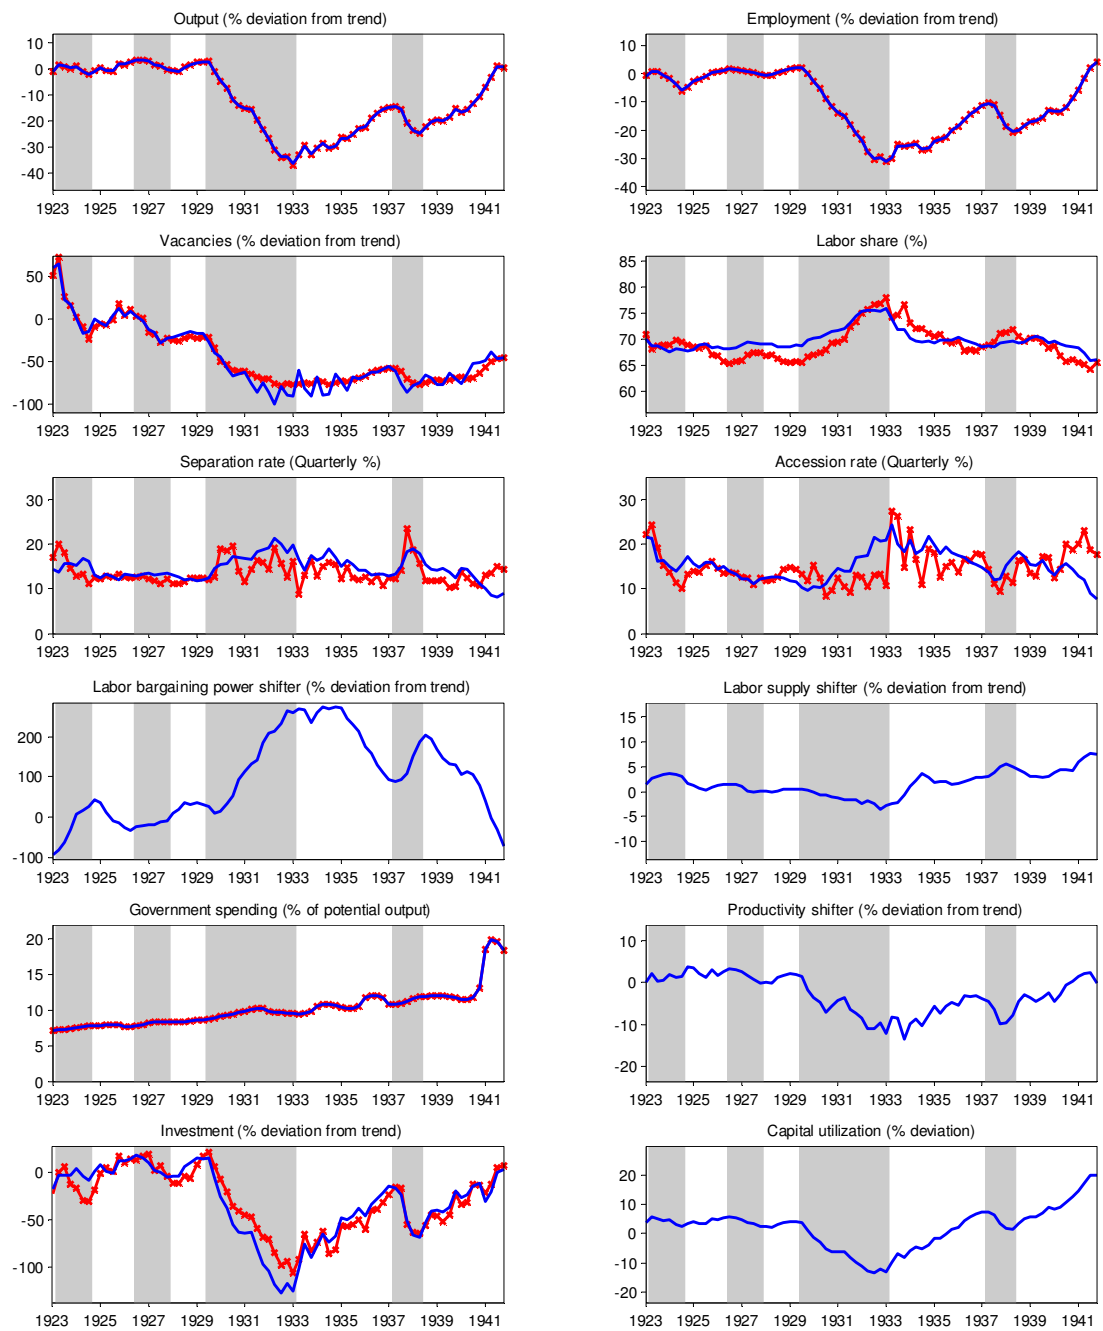 Output (% deviation from trend)
10
0
-10
-20
-30
-40
1923 1925 1927 1929 1931 1933 1935 1937 1939 1941
Employment (% deviation from trend)
10
0
-10
-20
-30
-40
1923 1925 1927 1929 1931 1933 1935 1937 1939 1941
Vacancies (% deviation from trend)
50
0
-50
-100
1923 1925 1927 1929 1931 1933 1935 1937 1939 1941
Labor share (%)
85
80
75
70
65
60
1923 1925 1927 1929 1931 1933 1935 1937 1939 1941
Separation rate (Quarterly %)
30
20
10
0
1923 1925 1927 1929 1931 1933 1935 1937 1939 1941
Accession rate (Quarterly %)
30
20
10
0
1923 1925 1927 1929 1931 1933 1935 1937 1939 1941
Labor bargaining power shifter (% deviation from trend)
200
100
0
-100
1923 1925 1927 1929 1931 1933 1935 1937 1939 1941
Labor supply shifter (% deviation from trend)
15
10
5
0
-5
-10
1923 1925 1927 1929 1931 1933 1935 1937 1939 1941
Government spending (% of potential output)
20
15
10
5
0
1923 1925 1927 1929 1931 1933 1935 1937 1939 1941
Productivity shifter (% deviation from trend)
10
0
-10
-20
1923 1925 1927 1929 1931 1933 1935 1937 1939 1941
Investment (% deviation from trend)
0
-50
-100
1923 1925 1927 1929 1931 1933 1935 1937 1939 1941
Capital utilization (% deviation)
20
10
0
-10
-20
1923 1925 1927 1929 1931 1933 1935 1937 1939 1941